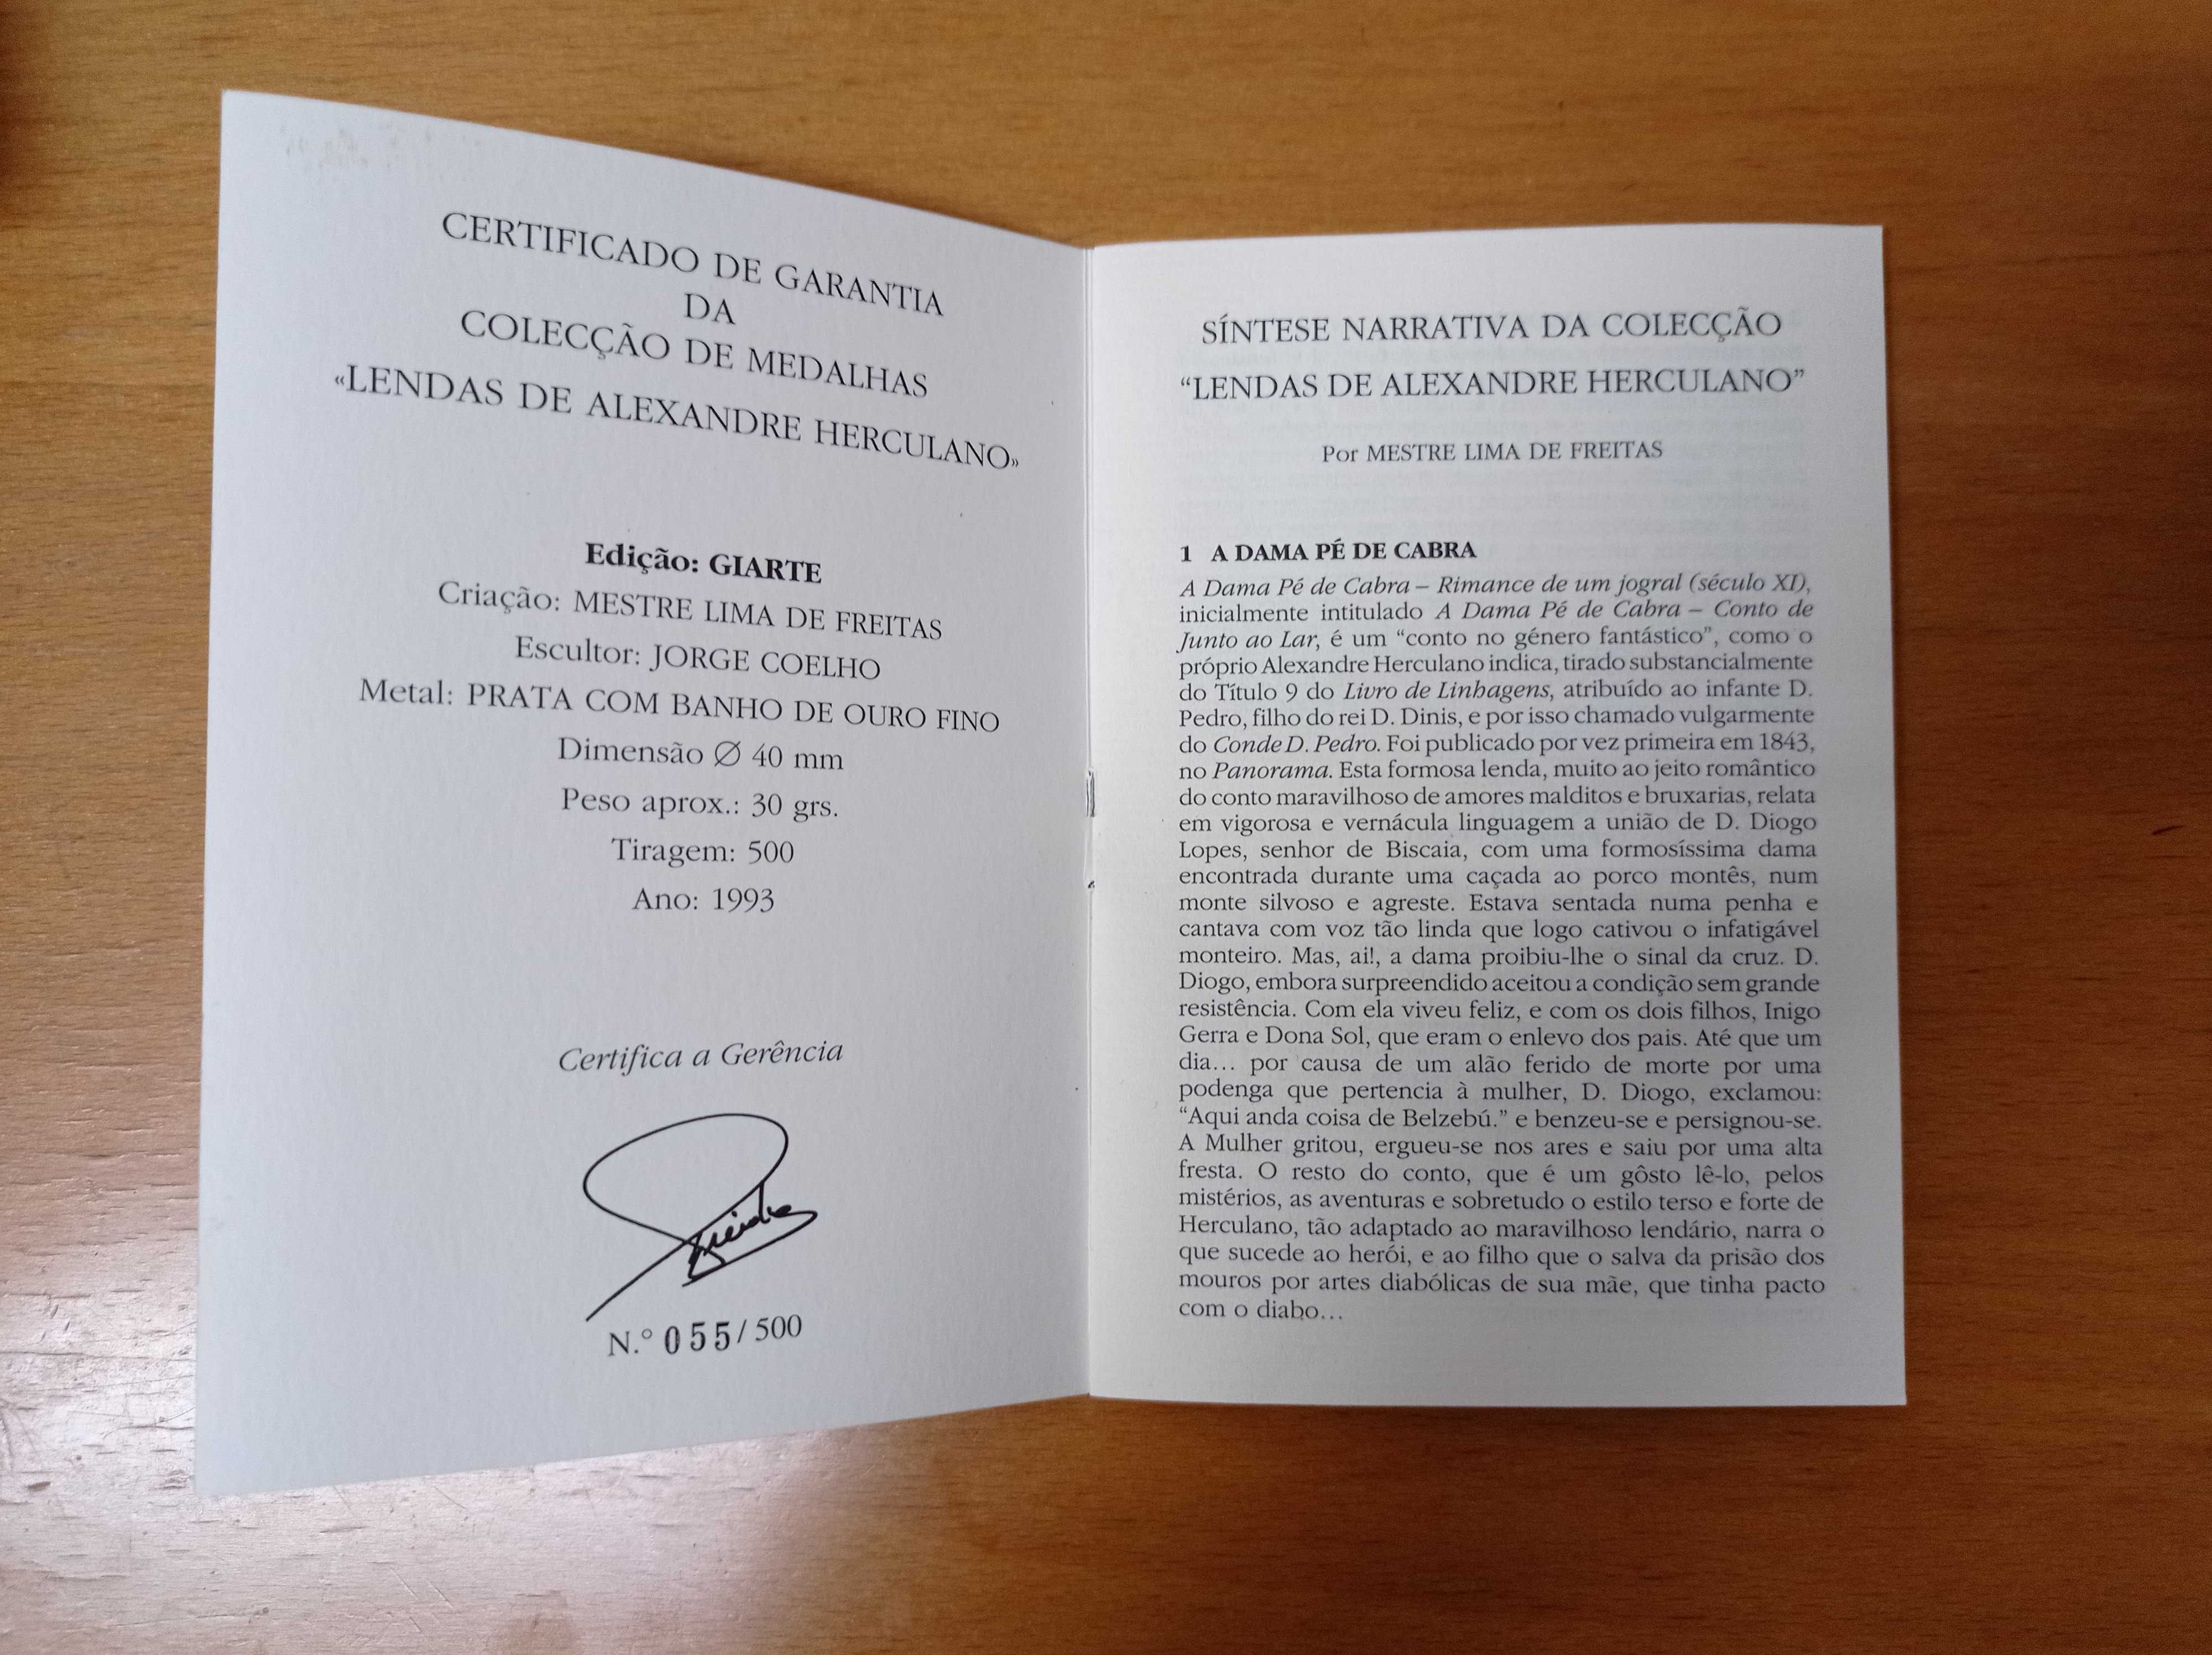 CERTIFICADO DE GARANTIA
DA
COLECÇÃO DE MEDALHAS
«LENDAS DE ALEXANDRE HERCULANO»
Edição: GIARTE
Criação: MESTRE LIMA DE FREITAS
Escultor: JORGE COELHO
Metal: PRATA COM BANHO DE OURO FINO
Dimensão Ø 40 mm
Peso aprox.: 30 grs.
Tiragem: 500
Ano: 1993
Certifica a Gerência
N.º 055/500
SÍNTESE NARRATIVA DA COLECÇÃO
“LENDAS DE ALEXANDRE HERCULANO”
Por MESTRE LIMA DE FREITAS
1 A DAMA PÉ DE CABRA
A Dama Pé de Cabra – Rimance de um jogral (século XI),
inicialmente intitulado A Dama Pé de Cabra – Conto de
Junto ao Lar, é um “conto no género fantástico”, como o
próprio Alexandre Herculano indica, tirado substancialmente
do Título 9 do Livro de Linhagens, atribuído ao infante D.
Pedro, filho do rei D. Dinis, e por isso chamado vulgarmente
do Conde D. Pedro. Foi publicado por vez primeira em 1843,
no Panorama. Esta formosa lenda, muito ao jeito romântico
do conto maravilhoso de amores malditos e bruxarias, relata
em vigorosa e vernácula linguagem a união de D. Diogo
Lopes, senhor de Biscaia, com uma formosíssima dama
encontrada durante uma caçada ao porco montês, num
monte silvoso e agreste. Estava sentada numa penha e
cantava com voz tão linda que logo cativou o infatigável
monteiro. Mas, ai!, a dama proibiu-lhe o sinal da cruz. D.
Diogo, embora surpreendido aceitou a condição sem grande
resistência. Com ela viveu feliz, e com os dois filhos, Inigo
Gerra e Dona Sol, que eram o enlevo dos pais. Até que um
dia... por causa de um alão ferido de morte por uma
podenga que pertencia à mulher, D. Diogo, exclamou:
“Aqui anda coisa de Belzebú.” e benzeu-se e persignou-se.
A Mulher gritou, ergueu-se nos ares e saiu por uma alta
fresta. O resto do conto, que é um gôsto lê-lo, pelos
mistérios, as aventuras e sobretudo o estilo terso e forte de
Herculano, tão adaptado ao maravilhoso lendário, narra o
que sucede ao herói, e ao filho que o salva da prisão dos
mouros por artes diabólicas de sua mãe, que tinha pacto
com o diabo...